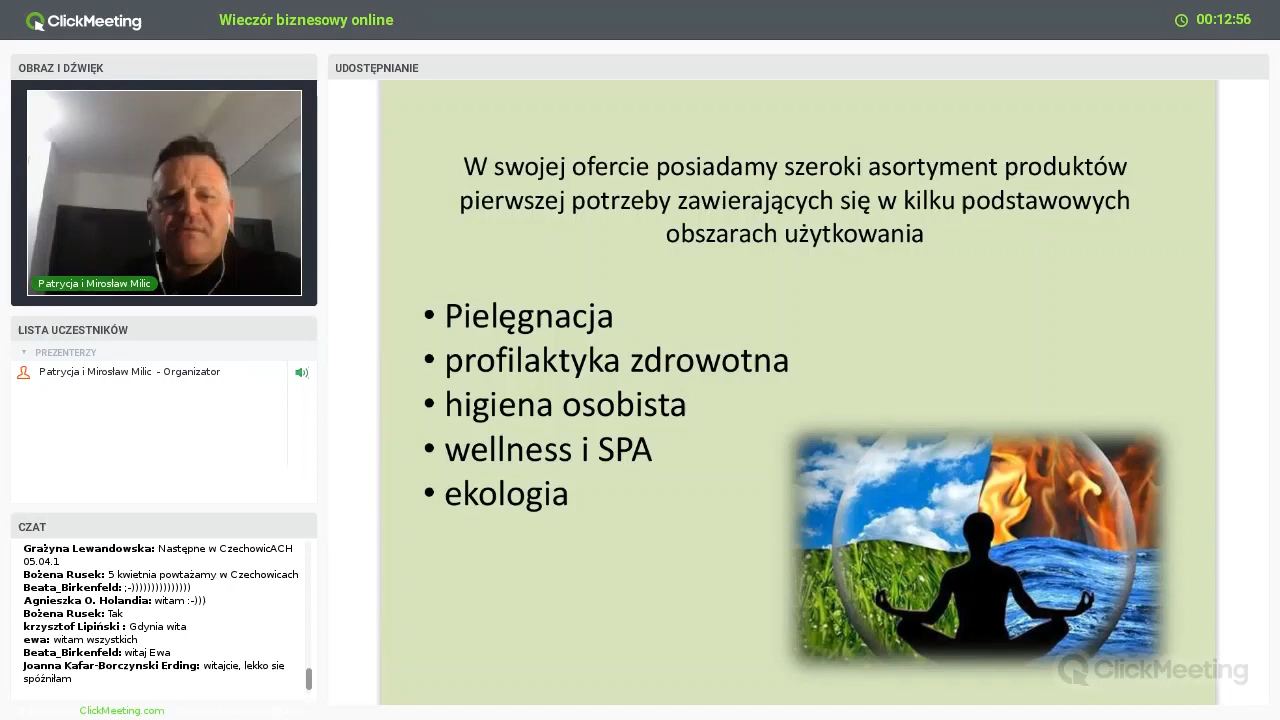 ClickMeeting
Wieczór biznesowy online
00:12:56
OBRAZ I DŹWIĘK
Patrycja i Mirosław Milic
LISTA UCZESTNIKÓW
PREZENTERZY
Patrycja i Mirosław Milic - Organizator
CZAT
Grażyna Lewandowska: Następne w CzechowicACH
05.04.1
Bożena Rusek: 5 kwietnia powtażamy w Czechowicach
Beata_Birkenfeld: ;-)))))))))))))))
Agnieszka O. Holandia: witam :-)))
Bożena Rusek: Tak
krzysztof Lipiński : Gdynia wita
ewa: witam wszystkich
Beata_Birkenfeld: witaj Ewa
Joanna Kafar-Borczynski Erding: witajcie, lekko sie
spóźniłam
ClickMeeting.com
UDOSTĘPNIANIE
W swojej ofercie posiadamy szeroki asortyment produktów
pierwszej potrzeby zawierających się w kilku podstawowych
obszarach użytkowania
• Pielęgnacja
• profilaktyka zdrowotna
• higiena osobista
• wellness i SPA
• ekologia
ClickMeeting